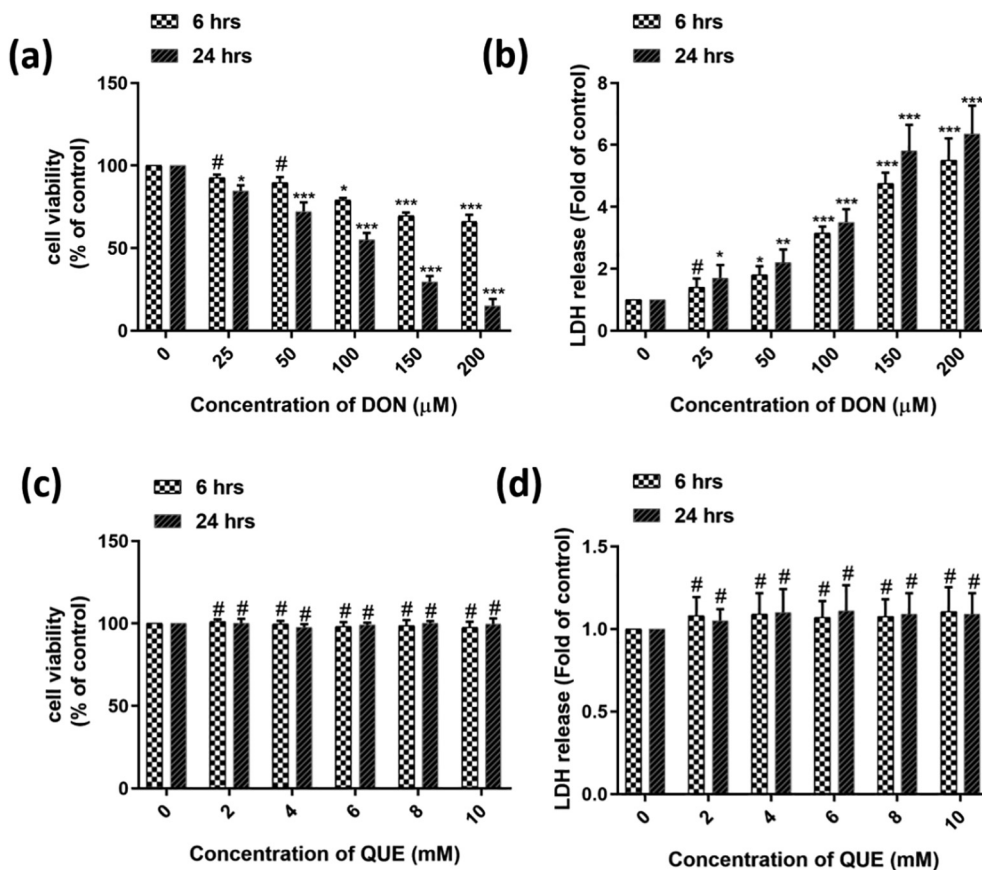 (a)
6 hrs
24 hrs
cell viability
(% of control)
150
100
50
0
# * # *** * *** *** *** *** ***
0 25 50 100 150 200
Concentration of DON (μM)
(b)
6 hrs
24 hrs
LDH release (Fold of control)
8
6
4
2
0
# * * ** *** *** *** *** *** ***
0 25 50 100 150 200
Concentration of DON (μM)
(c)
6 hrs
24 hrs
cell viability
(% of control)
150
100
50
0
# # # # # # # # # #
0 2 4 6 8 10
Concentration of QUE (mM)
(d)
6 hrs
24 hrs
LDH release (Fold of control)
1.5
1.0
0.5
0.0
# # # # # # # # # #
0 2 4 6 8 10
Concentration of QUE (mM)